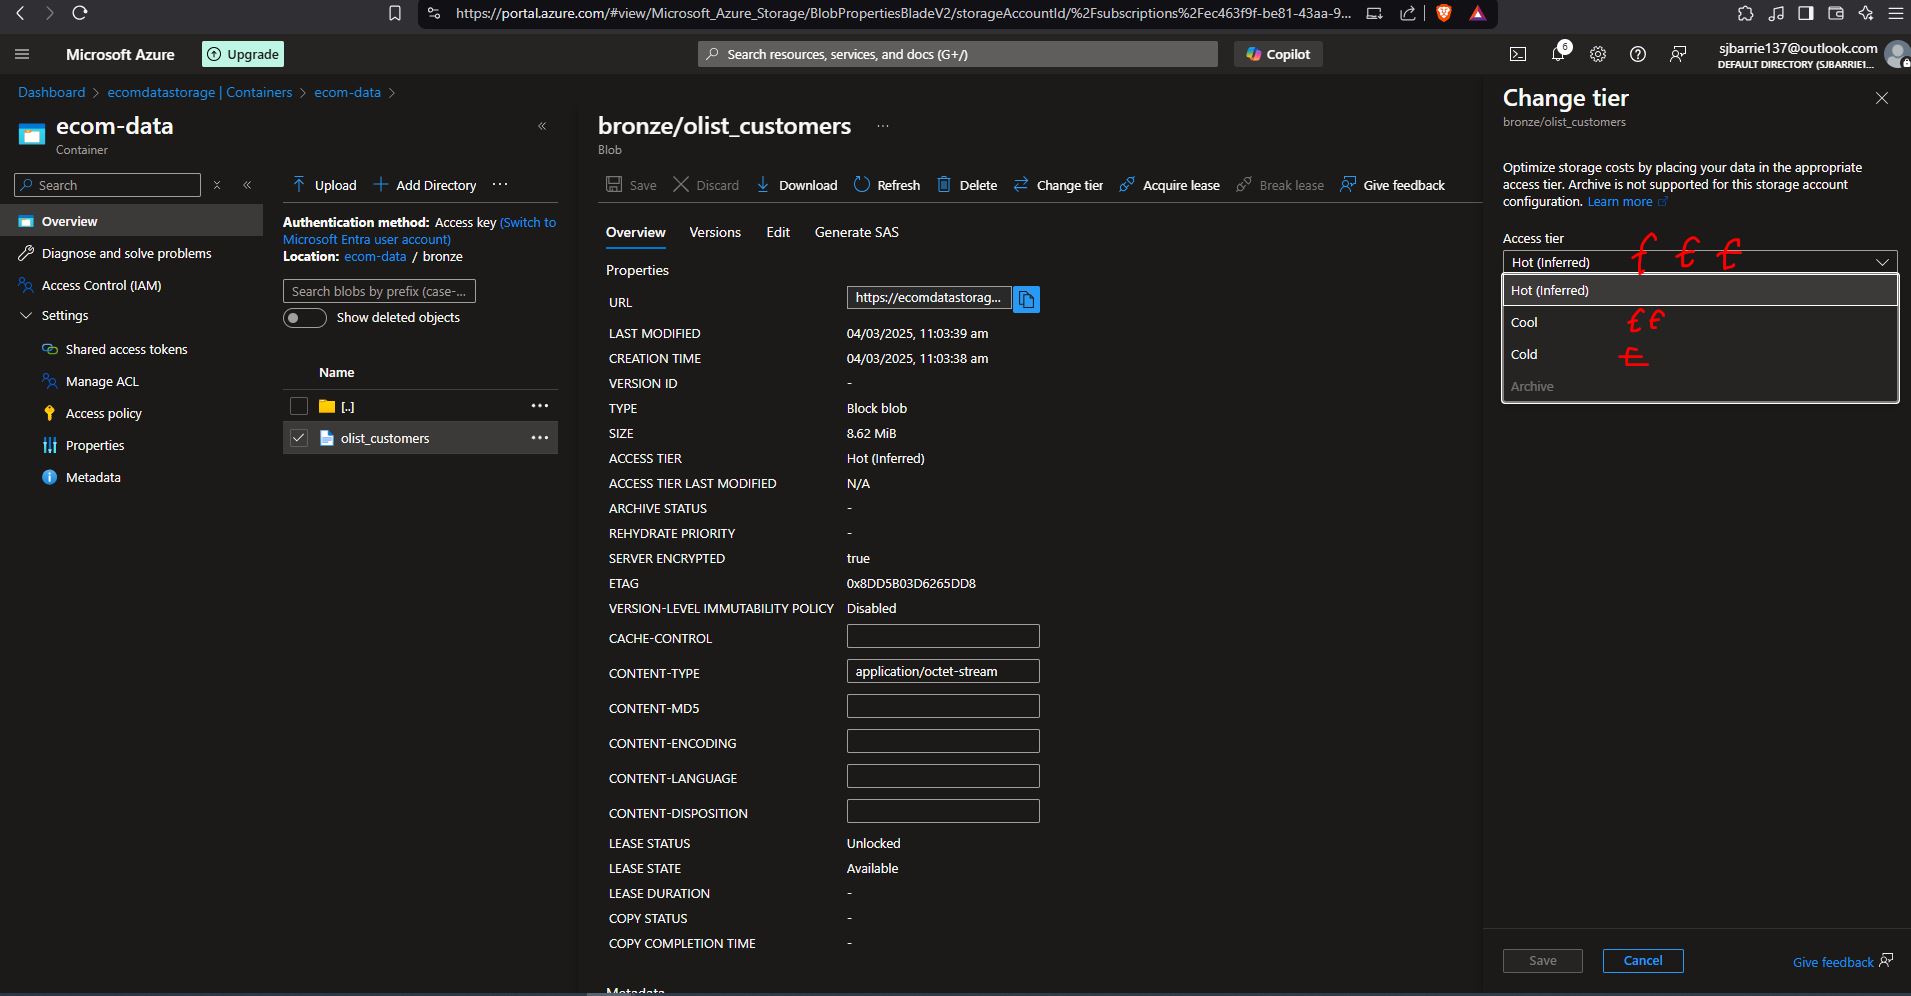 https://portal.azure.com/#view/Microsoft_Azure_Storage/BlobPropertiesBladeV2/storageAccountId/%2Fsubscriptions%2Fec463f9f-be81-43aa-9...
Microsoft Azure
Upgrade
Search resources, services, and docs (G+/)
Copilot
6
sjbarrie137@outlook.com
DEFAULT DIRECTORY (SJBARRIE1...
Dashboard > ecomdatastorage | Containers > ecom-data >
ecom-data
Container
Search
Overview
Diagnose and solve problems
Access Control (IAM)
Settings
Shared access tokens
Manage ACL
Access policy
Properties
Metadata
Upload
Add Directory
Authentication method: Access key (Switch to
Microsoft Entra user account)
Location: ecom-data / bronze
Search blobs by prefix (case-...
Show deleted objects
Name
[..]
olist_customers
bronze/olist_customers
Blob
Save
Discard
Download
Refresh
Delete
Change tier
Acquire lease
Break lease
Give feedback
Overview
Versions
Edit
Generate SAS
Properties
URL https://ecomdatastorag...
LAST MODIFIED 04/03/2025, 11:03:39 am
CREATION TIME 04/03/2025, 11:03:38 am
VERSION ID -
TYPE Block blob
SIZE 8.62 MiB
ACCESS TIER Hot (Inferred)
ACCESS TIER LAST MODIFIED N/A
ARCHIVE STATUS -
REHYDRATE PRIORITY -
SERVER ENCRYPTED true
ETAG 0x8DD5B03D6265DD8
VERSION-LEVEL IMMUTABILITY POLICY Disabled
CACHE-CONTROL
CONTENT-TYPE application/octet-stream
CONTENT-MD5
CONTENT-ENCODING
CONTENT-LANGUAGE
CONTENT-DISPOSITION
LEASE STATUS Unlocked
LEASE STATE Available
LEASE DURATION -
COPY STATUS -
COPY COMPLETION TIME -
Change tier
bronze/olist_customers
Optimize storage costs by placing your data in the appropriate
access tier. Archive is not supported for this storage account
configuration. Learn more
Access tier
Hot (Inferred) £ £ £
Hot (Inferred)
Cool £ £
Cold £
Archive
Save
Cancel
Give feedback